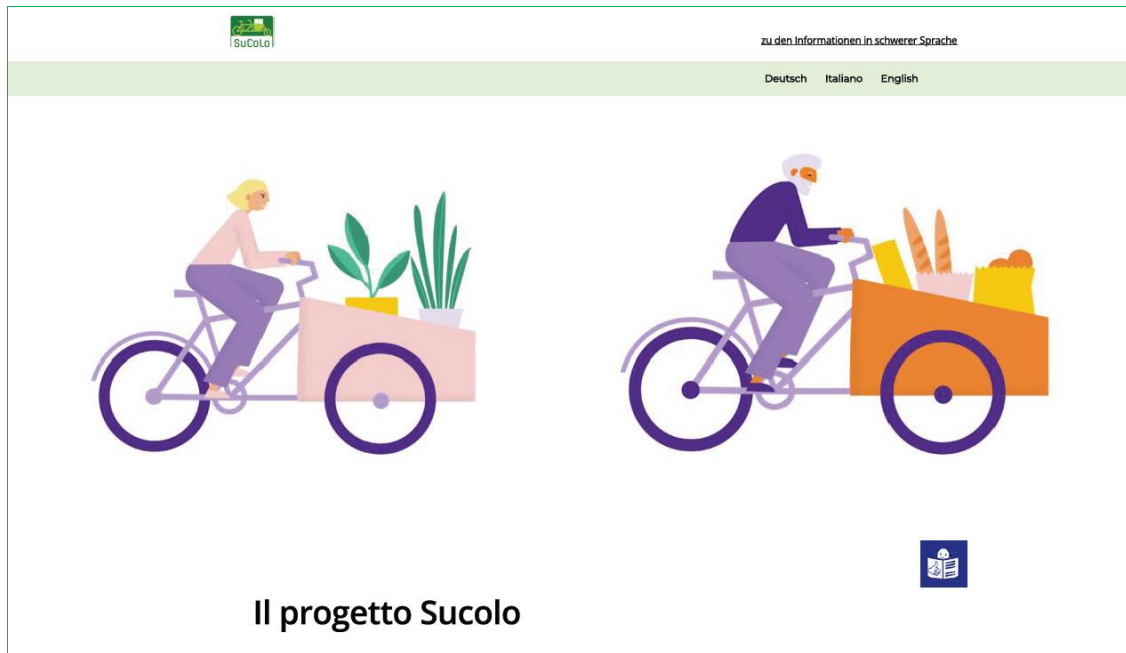 SuCoLo
zu den Informationen in schwerer Sprache
Deutsch Italiano English
Il progetto Sucolo